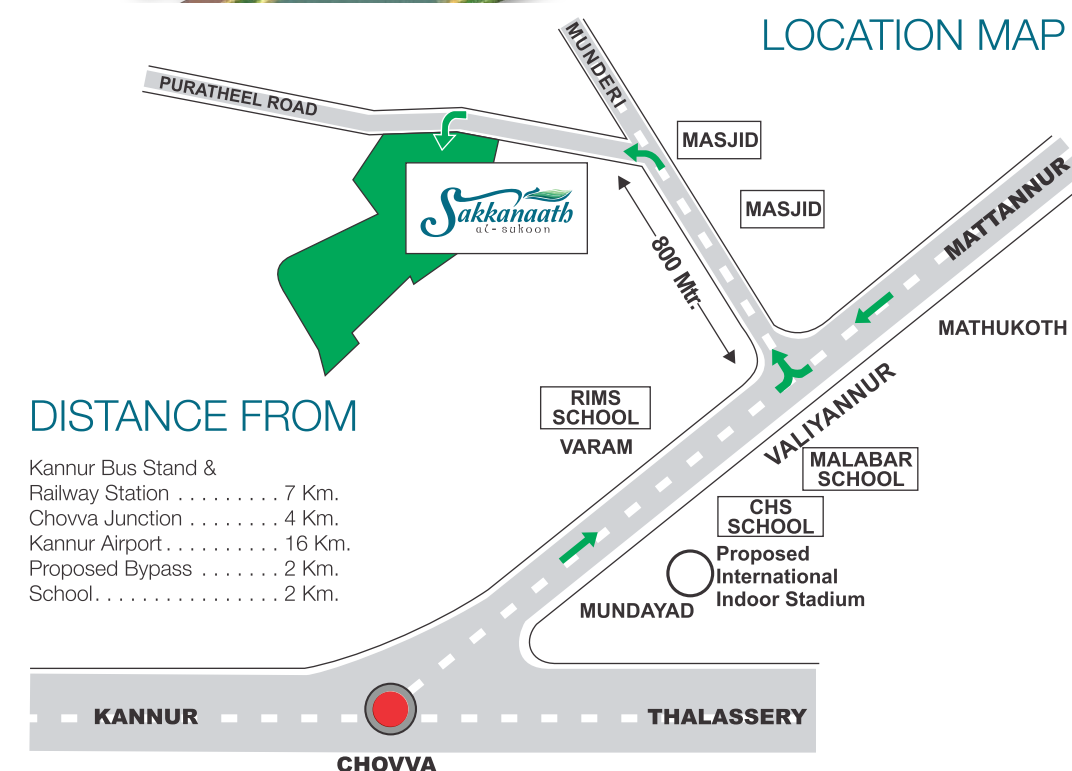 LOCATION MAP
MUNDERI
PURATHEEL ROAD
MASJID
MASJID
Sakkanaath
al-sukoon
MATTANNUR
800 Mtr.
MATHUKOTH
VALIYANNUR
RIMS
SCHOOL
VARAM
MALABAR
SCHOOL
CHS
SCHOOL
Proposed
International
Indoor Stadium
MUNDAYAD
DISTANCE FROM
Kannur Bus Stand &
Railway Station . . . . . . . . . 7 Km.
Chovva Junction . . . . . . . . 4 Km.
Kannur Airport . . . . . . . . . . 16 Km.
Proposed Bypass . . . . . . . 2 Km.
School . . . . . . . . . . . . . . . . 2 Km.
KANNUR
THALASSERY
CHOVVA